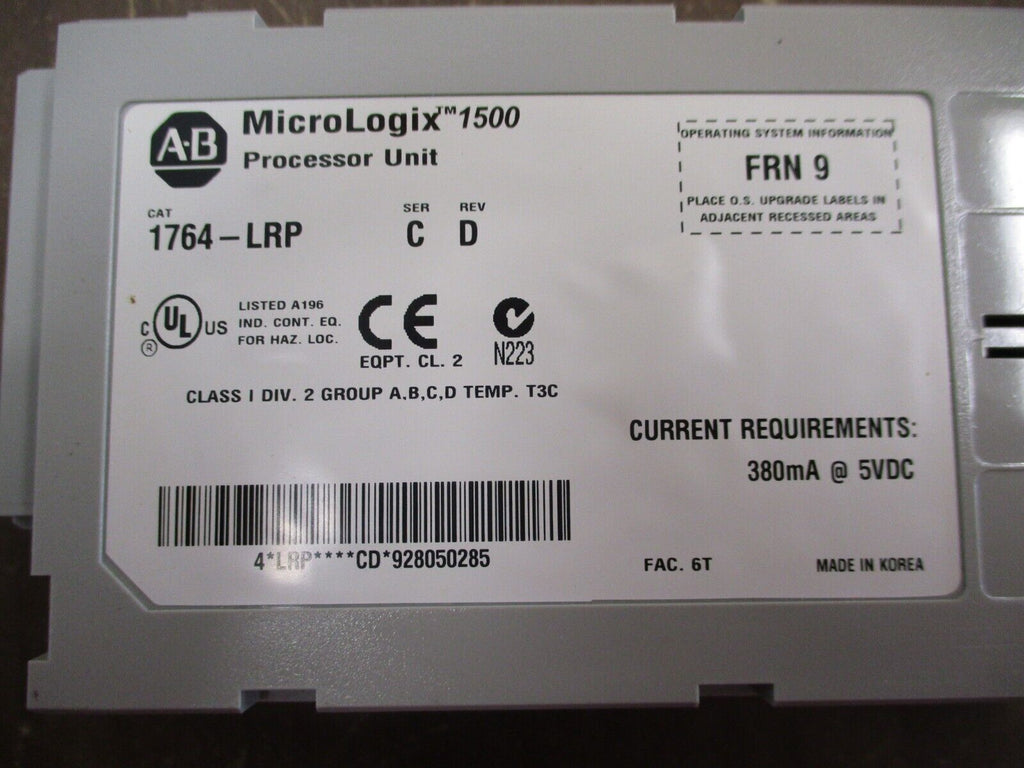 A-B
MicroLogix™1500
Processor Unit
OPERATING SYSTEM INFORMATION
FRN 9
PLACE O.S. UPGRADE LABELS IN
ADJACENT RECESSED AREAS
CAT
SER REV
1764-LRP C D
C UL US
®
LISTED A196
IND. CONT. EQ.
FOR HAZ. LOC.
CE
EQPT. CL. 2
N223
CLASS I DIV. 2 GROUP A,B,C,D TEMP. T3C
CURRENT REQUIREMENTS:
380mA @ 5VDC
4*LRP****CD*928050285
FAC. 6T
MADE IN KOREA